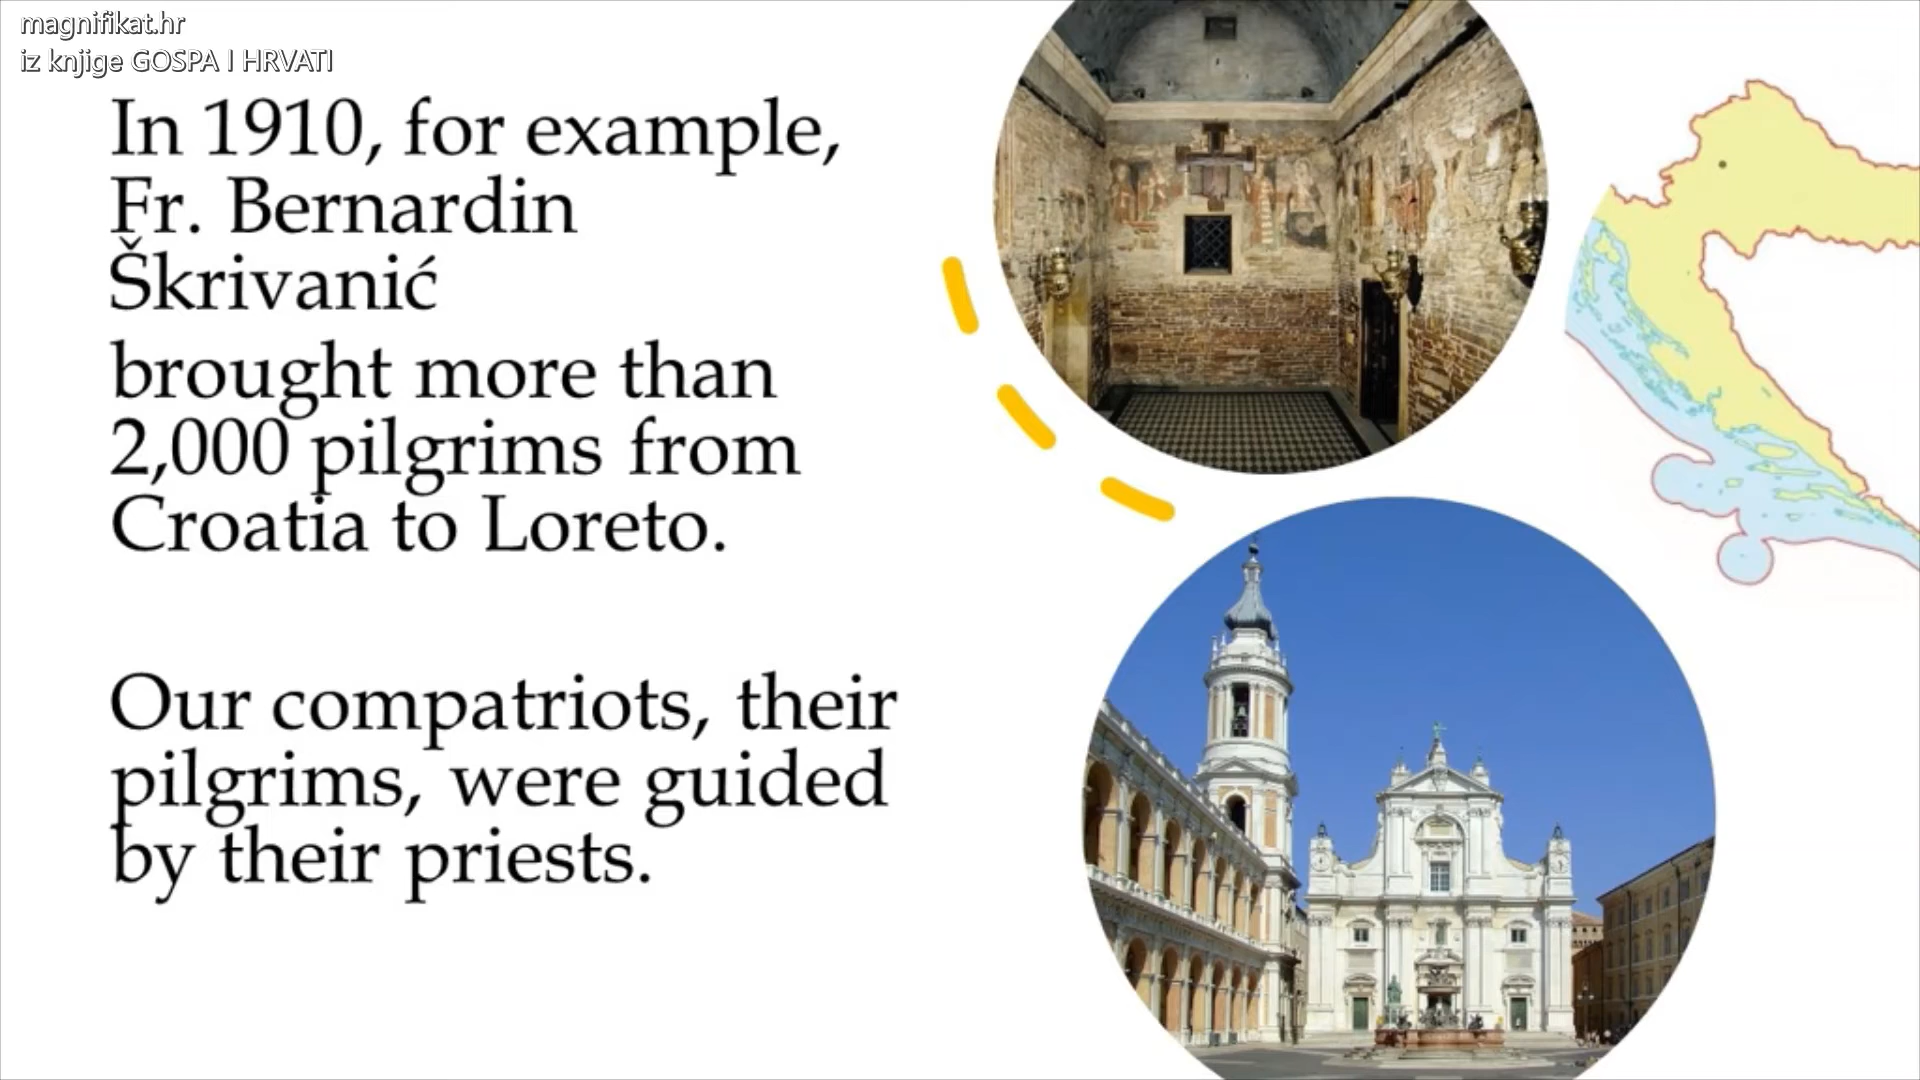 magnifikat.hr
iz knjige GOSPA I HRVATI
In 1910, for example,
Fr. Bernardin
Škrivanić
brought more than
2,000 pilgrims from
Croatia to Loreto.
Our compatriots, their
pilgrims, were guided
by their priests.